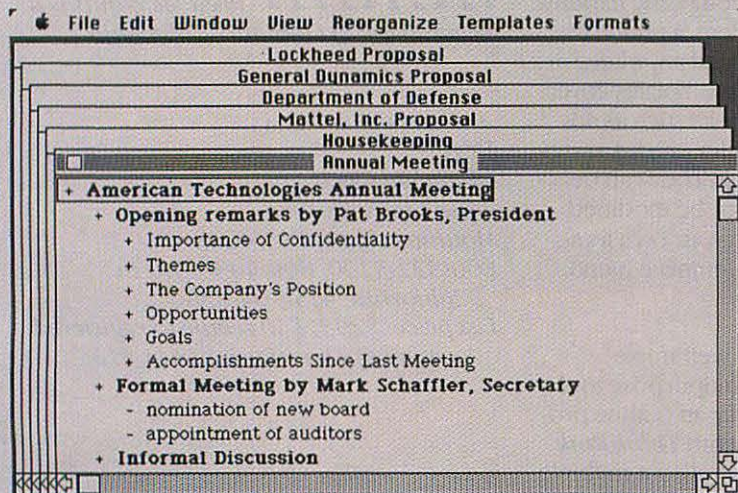 File Edit Window View Reorganize Templates Formats
Lockheed Proposal
General Dynamics Proposal
Department of Defense
Mattel, Inc. Proposal
Housekeeping
Annual Meeting
+ American Technologies Annual Meeting
+ Opening remarks by Pat Brooks, President
+ Importance of Confidentiality
+ Themes
+ The Company's Position
+ Opportunities
+ Goals
+ Accomplishments Since Last Meeting
+ Formal Meeting by Mark Schaffler, Secretary
- nomination of new board
- appointment of auditors
+ Informal Discussion